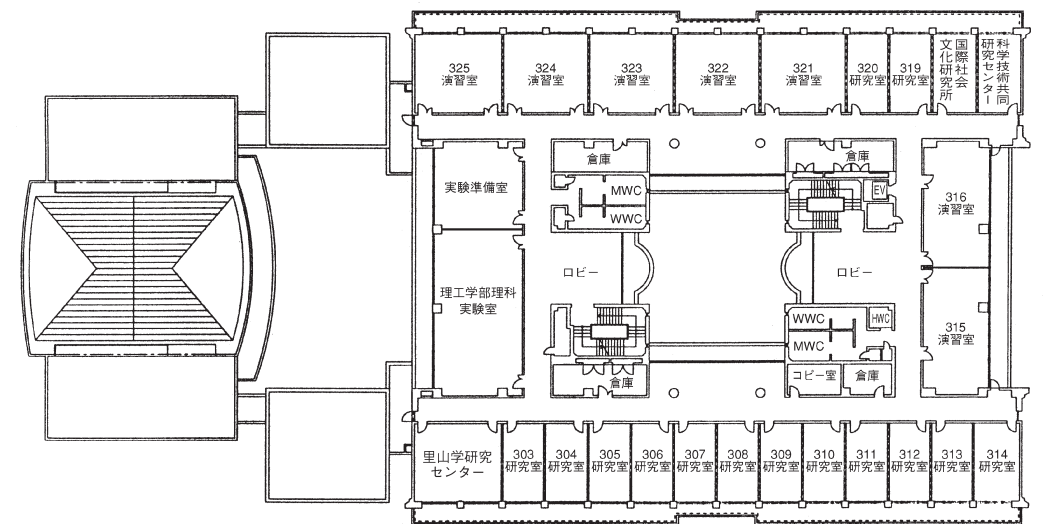 325
演習室
324
演習室
323
演習室
322
演習室
321
演習室
320
研究室
319
研究室
国際社会
文化研究所
科学技術共同
研究センター
実験準備室
倉庫
MWC
WWC
倉庫
EV
316
演習室
ロビー
ロビー
理工学部理科
実験室
WWC
HWC
MWC
315
演習室
倉庫
コピー室
倉庫
里山学研究
センター
303
研究室
304
研究室
305
研究室
306
研究室
307
研究室
308
研究室
309
研究室
310
研究室
311
研究室
312
研究室
313
研究室
314
研究室